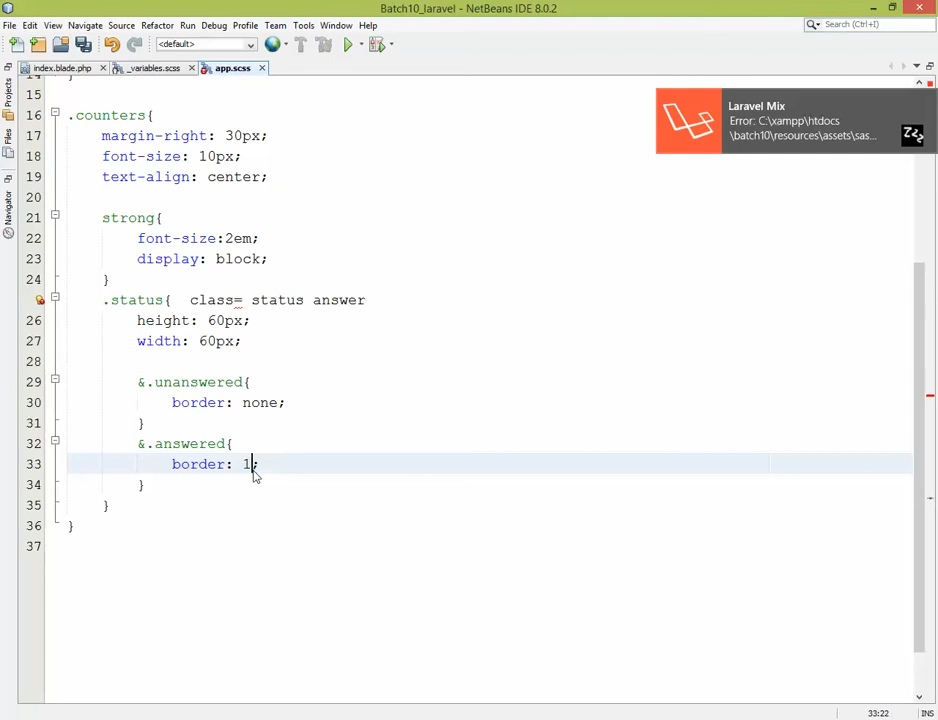 Batch10_laravel - NetBeans IDE 8.0.2
File Edit View Navigate Source Refactor Run Debug Profile Team Tools Window Help
Search (Ctrl+I)
<default>
index.blade.php _variables.scss app.scss
Projects
Files
Navigator
Laravel Mix
Error: C:\xampp\htdocs
\batch10\resources\assets\sas...
14 }
15
16 .counters{
17 margin-right: 30px;
18 font-size: 10px;
19 text-align: center;
20
21 strong{
22 font-size:2em;
23 display: block;
24 }
.status{ class= status answer
26 height: 60px;
27 width: 60px;
28
29 &.unanswered{
30 border: none;
31 }
32 &.answered{
33 border: 1;
34 }
35 }
36 }
37
33:22 INS